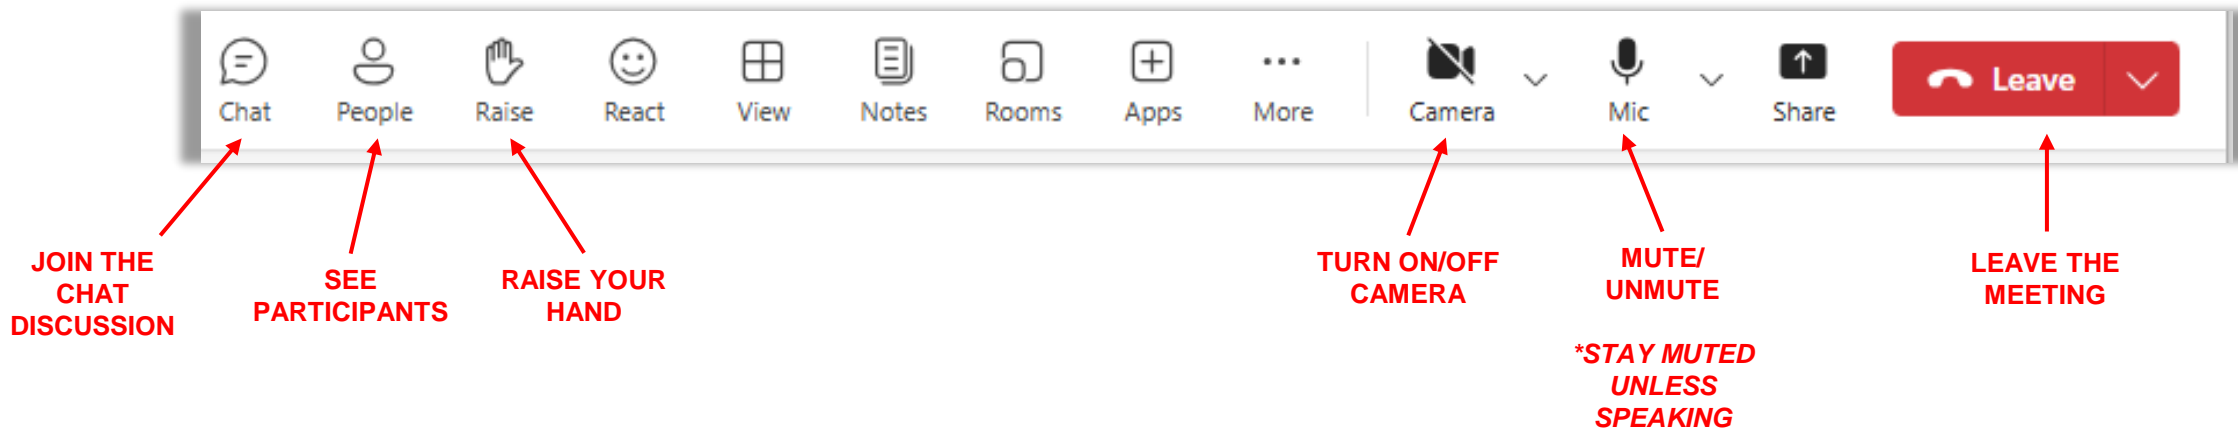 Chat People Raise React View Notes Rooms Apps More Camera Mic Share Leave
JOIN THE
CHAT
DISCUSSION
SEE
PARTICIPANTS
RAISE YOUR
HAND
TURN ON/OFF
CAMERA
MUTE/
UNMUTE
*STAY MUTED
UNLESS
SPEAKING
LEAVE THE
MEETING